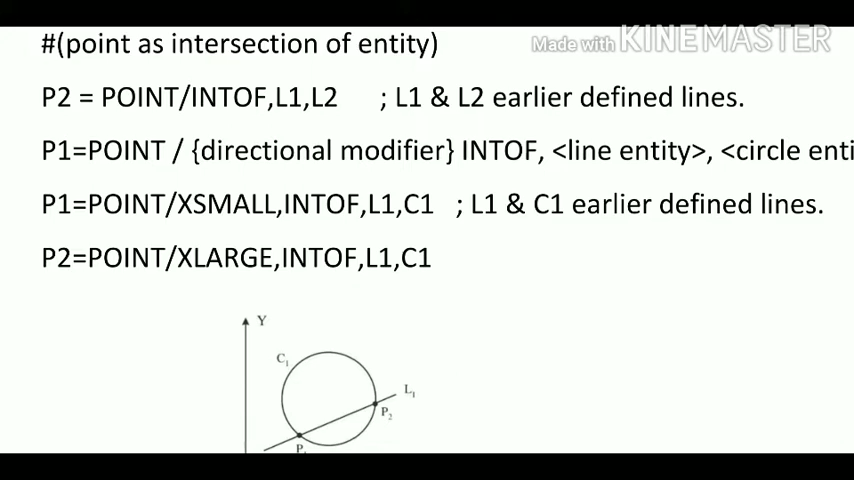 #(point as intersection of entity)
Made with KINEMASTER
P2 = POINT/INTOF,L1,L2 ; L1 & L2 earlier defined lines.
P1=POINT / {directional modifier} INTOF, <line entity>, <circle enti
P1=POINT/XSMALL,INTOF,L1,C1 ; L1 & C1 earlier defined lines.
P2=POINT/XLARGE,INTOF,L1,C1
Y
C1
L1
P2
P